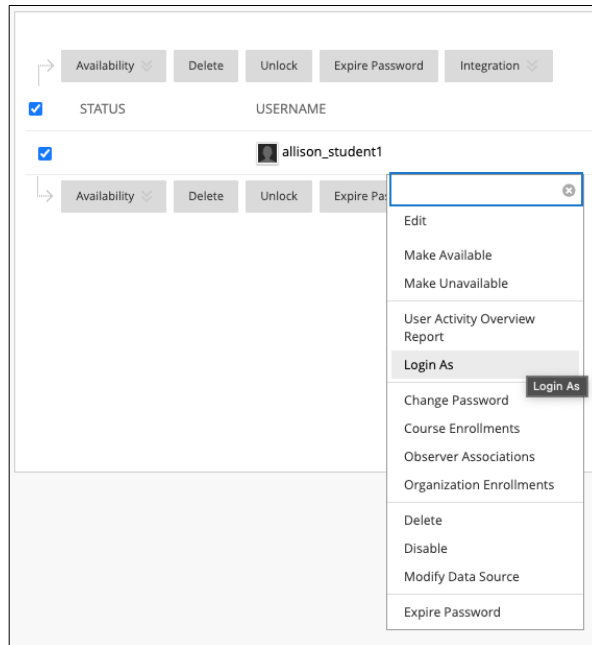 Availability Delete Unlock Expire Password Integration
STATUS USERNAME
allison_student1
Availability Delete Unlock Expire Pas
Edit
Make Available
Make Unavailable
User Activity Overview
Report
Login As
Login As
Change Password
Course Enrollments
Observer Associations
Organization Enrollments
Delete
Disable
Modify Data Source
Expire Password